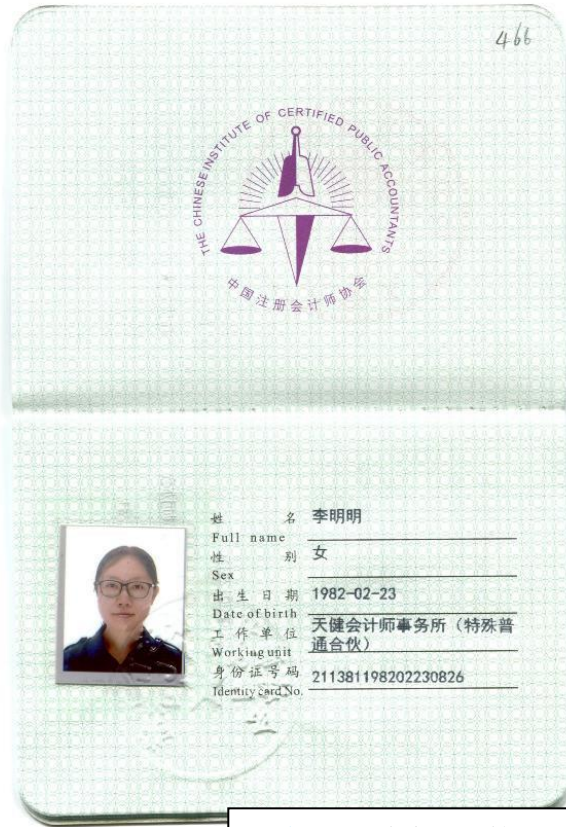 466
THE CHINESE INSTITUTE OF CERTIFIED PUBLIC ACCOUNTANTS
中国注册会计师协会
姓 名 李明明
Full name
性 别 女
Sex
出生日期 1982-02-23
Date of birth
工作单位 天健会计师事务所（特殊普
Working unit 通合伙）
身份证号码 211381198202230826
Identity card No.